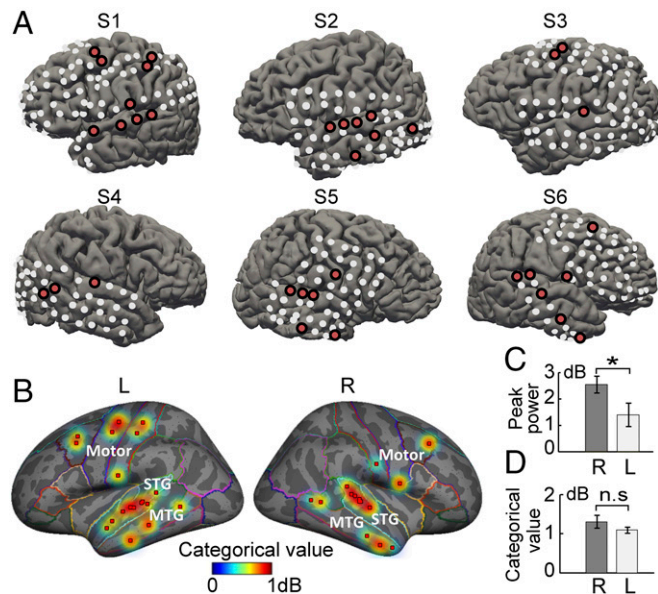 A
S1 S2 S3
S4 S5 S6
B
L R
Motor Motor
STG
MTG
MTG STG
Categorical value
0 1dB
C
dB *
3
2
1
0
Peak
power
R L
D
dB n.s
2
1
0
Categorical
value
R L